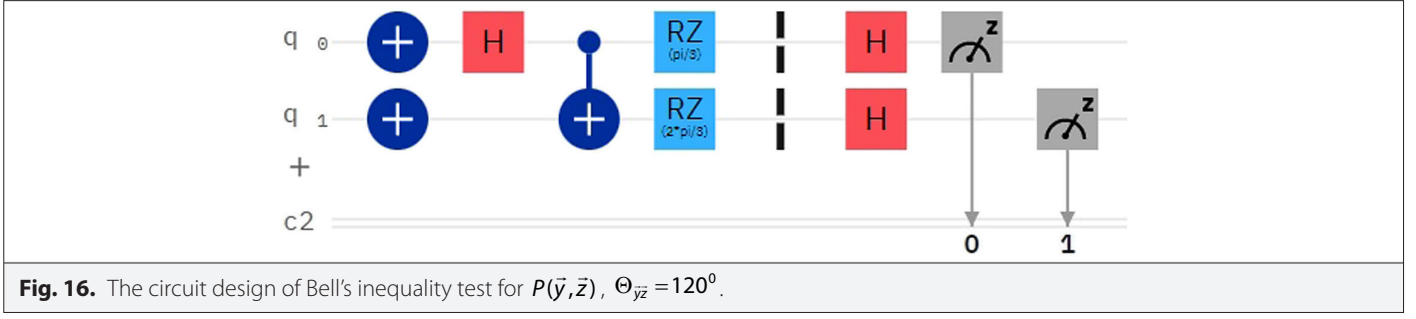 q 0 + H RZ (pi/3) H z
q 1 + + RZ (2*pi/3) H z
+
c2
0 1
Fig. 16. The circuit design of Bell's inequality test for P(y⃗,z⃗), Θ_y⃗z⃗ = 120⁰.